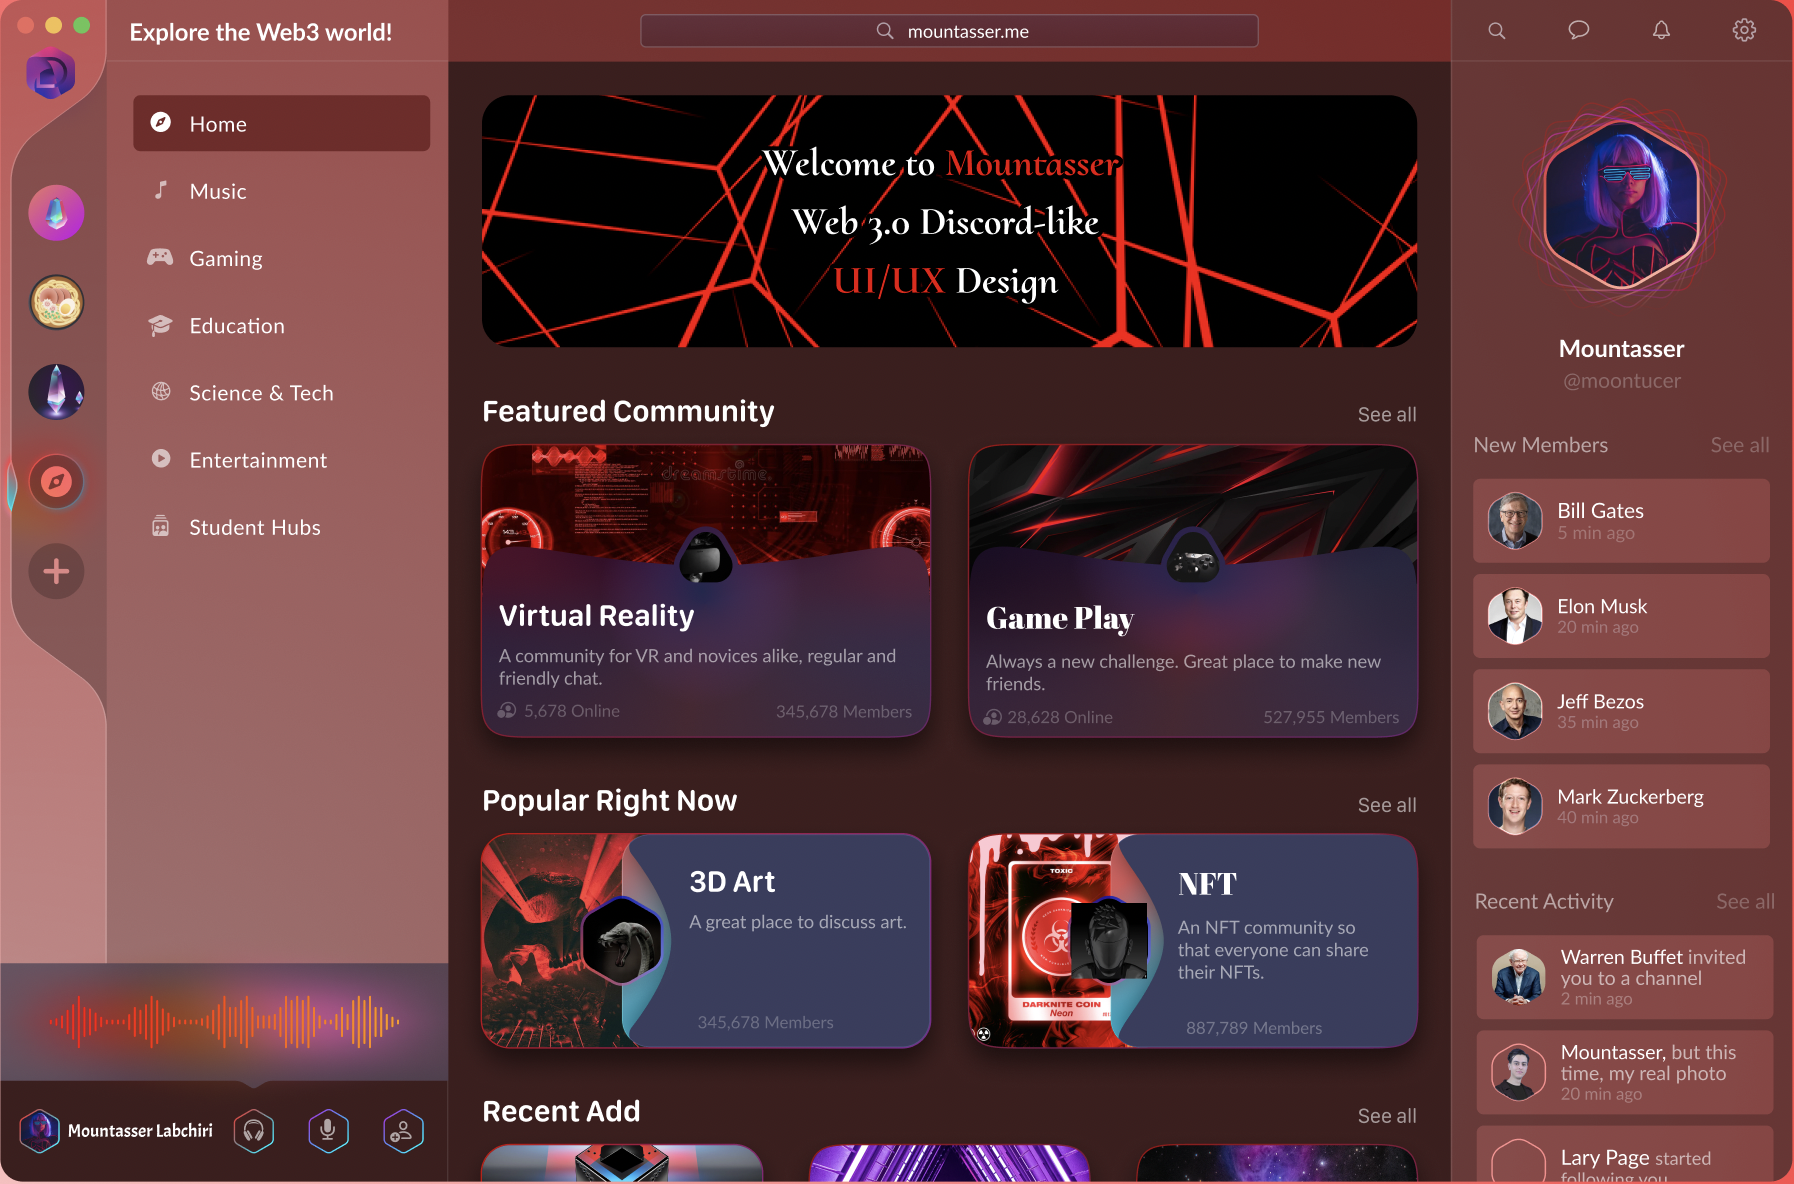 Explore the Web3 world!
mountasser.me
Home
Music
Gaming
Education
Science & Tech
Entertainment
Student Hubs
Mountasser Labchiri
Welcome to Mountasser
Web 3.0 Discord-like
UI/UX Design
Featured Community
See all
dreamstime
Virtual Reality
A community for VR and novices alike, regular and
friendly chat.
5,678 Online
345,678 Members
Game Play
Always a new challenge. Great place to make new
friends.
28,628 Online
527,955 Members
Popular Right Now
See all
3D Art
A great place to discuss art.
345,678 Members
TOXIC
DARKNITE COIN
Neon
NFT
An NFT community so
that everyone can share
their NFTs.
887,789 Members
Recent Add
See all
Mountasser
@moontucer
New Members
See all
Bill Gates
5 min ago
Elon Musk
20 min ago
Jeff Bezos
35 min ago
Mark Zuckerberg
40 min ago
Recent Activity
See all
Warren Buffet invited
you to a channel
2 min ago
Mountasser, but this
time, my real photo
20 min ago
Lary Page started
following you